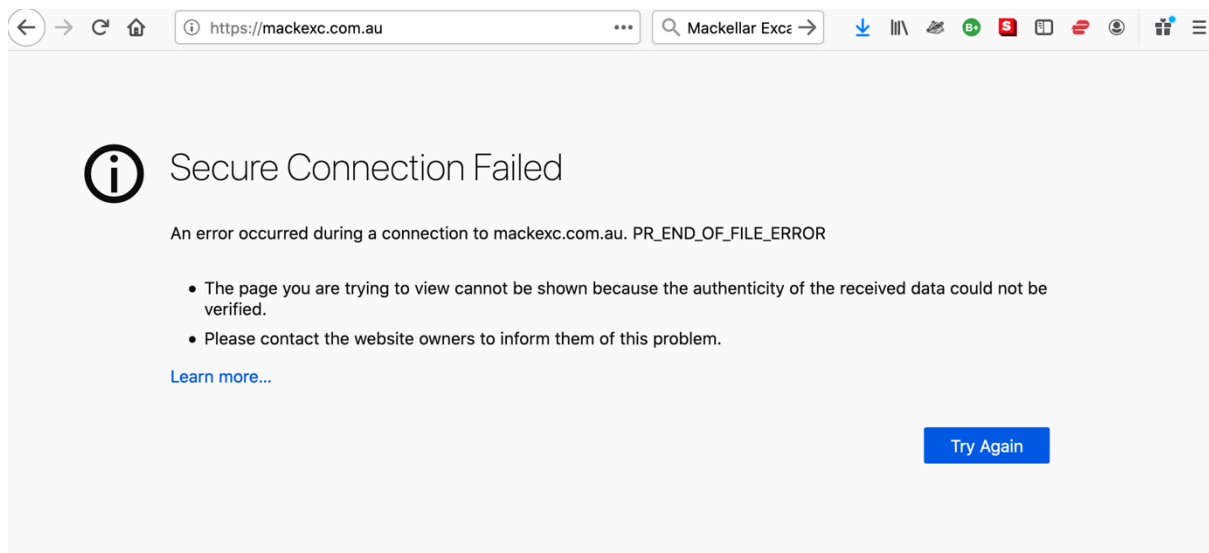 https://mackexc.com.au
Mackellar Exca
B+
S
Secure Connection Failed
An error occurred during a connection to mackexc.com.au. PR_END_OF_FILE_ERROR
The page you are trying to view cannot be shown because the authenticity of the received data could not be
verified.
Please contact the website owners to inform them of this problem.
Learn more...
Try Again